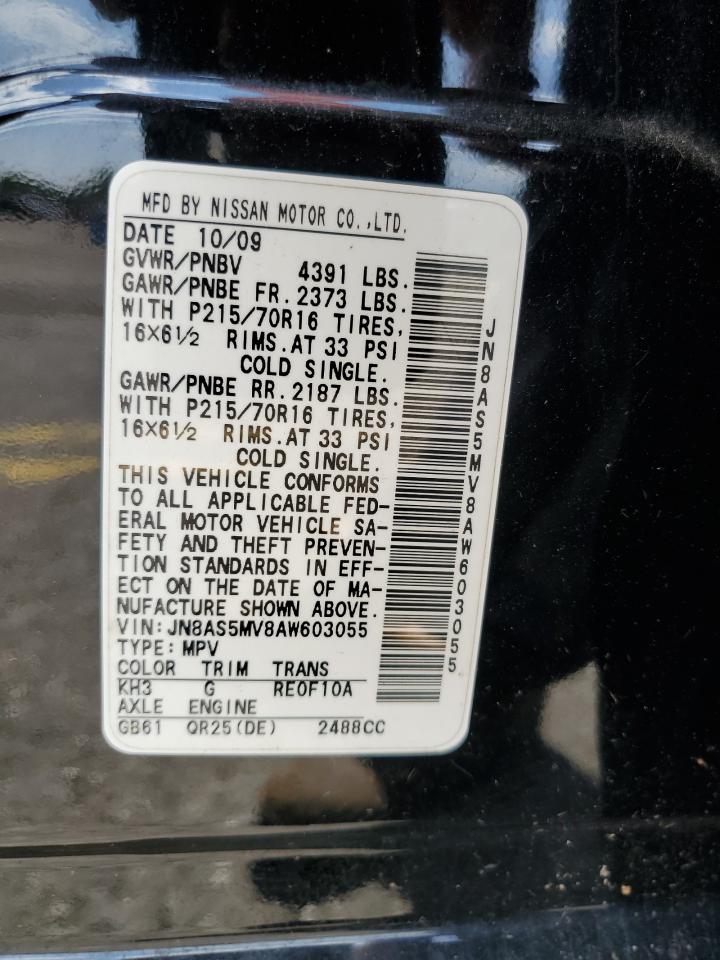 MFD BY NISSAN MOTOR CO.,LTD.
DATE 10/09
GVWR/PNBV 4391 LBS.
GAWR/PNBE FR. 2373 LBS.
WITH P215/70R16 TIRES,
16X6½ RIMS.AT 33 PSI
COLD SINGLE.
GAWR/PNBE RR. 2187 LBS.
WITH P215/70R16 TIRES,
16X6½ RIMS.AT 33 PSI
COLD SINGLE.
THIS VEHICLE CONFORMS
TO ALL APPLICABLE FED-
ERAL MOTOR VEHICLE SA-
FETY AND THEFT PREVEN-
TION STANDARDS IN EFF-
ECT ON THE DATE OF MA-
NUFACTURE SHOWN ABOVE.
VIN:JN8AS5MV8AW603055
TYPE:MPV
COLOR TRIM TRANS
KH3 G RE0F10A
AXLE ENGINE
GB61 QR25(DE) 2488CC
JN8AS5MV8AW603055